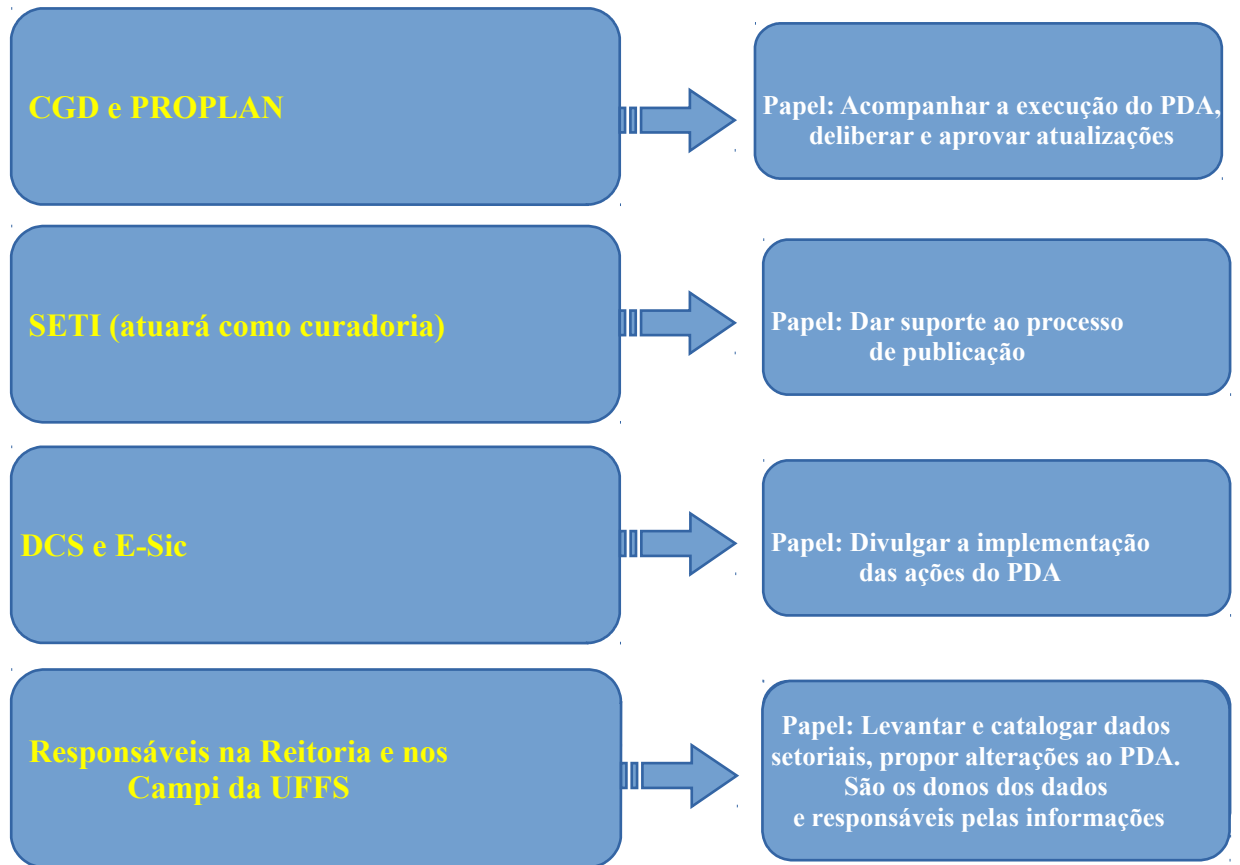 CGD e PROPLAN
Papel: Acompanhar a execução do PDA,
deliberar e aprovar atualizações
SETI (atuará como curadoria)
Papel: Dar suporte ao processo
de publicação
DCS e E-Sic
Papel: Divulgar a implementação
das ações do PDA
Responsáveis na Reitoria e nos
Campi da UFFS
Papel: Levantar e catalogar dados
setoriais, propor alterações ao PDA.
São os donos dos dados
e responsáveis pelas informações